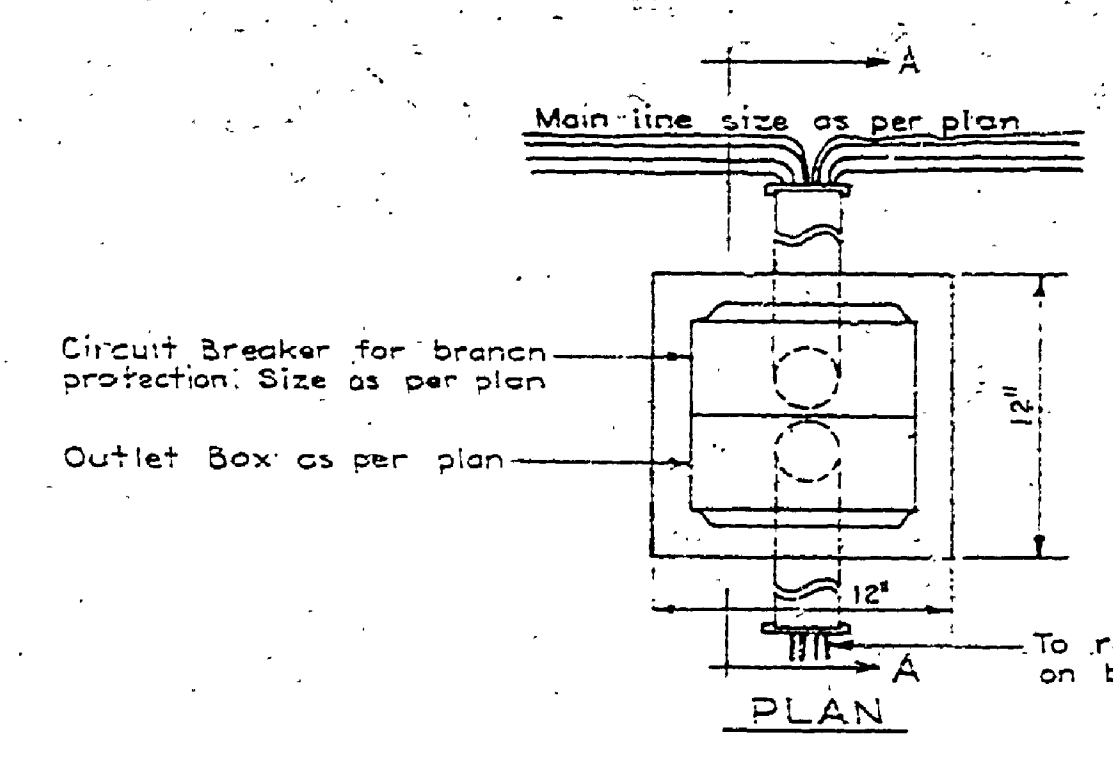 A
Main line size as per plan
Circuit Breaker for branch
protection. Size as per plan
12"
Outlet Box as per plan
12"
To
on
A
PLAN